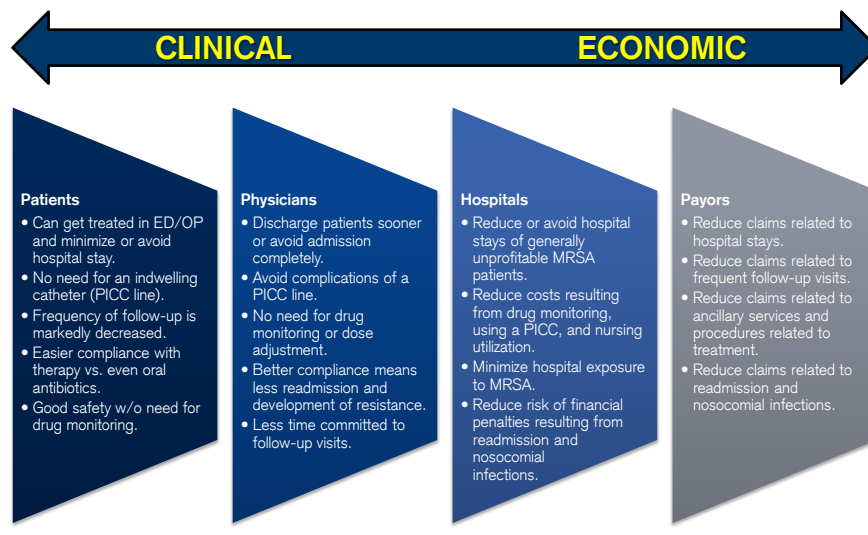 CLINICAL
ECONOMIC
Patients
• Can get treated in ED/OP
and minimize or avoid
hospital stay.
• No need for an indwelling
catheter (PICC line).
• Frequency of follow-up is
markedly decreased.
• Easier compliance with
therapy vs. even oral
antibiotics.
• Good safety w/o need for
drug monitoring.
Physicians
• Discharge patients sooner
or avoid admission
completely.
• Avoid complications of a
PICC line.
• No need for drug
monitoring or dose
adjustment.
• Better compliance means
less readmission and
development of resistance.
• Less time committed to
follow-up visits.
Hospitals
• Reduce or avoid hospital
stays of generally
unprofitable MRSA
patients.
• Reduce costs resulting
from drug monitoring,
using a PICC, and nursing
utilization.
• Minimize hospital exposure
to MRSA.
• Reduce risk of financial
penalties resulting from
readmission and
nosocomial
infections.
Payors
• Reduce claims related to
hospital stays.
• Reduce claims related to
frequent follow-up visits.
• Reduce claims related to
ancillary services and
procedures related to
treatment.
• Reduce claims related to
readmission and
nosocomial infections.